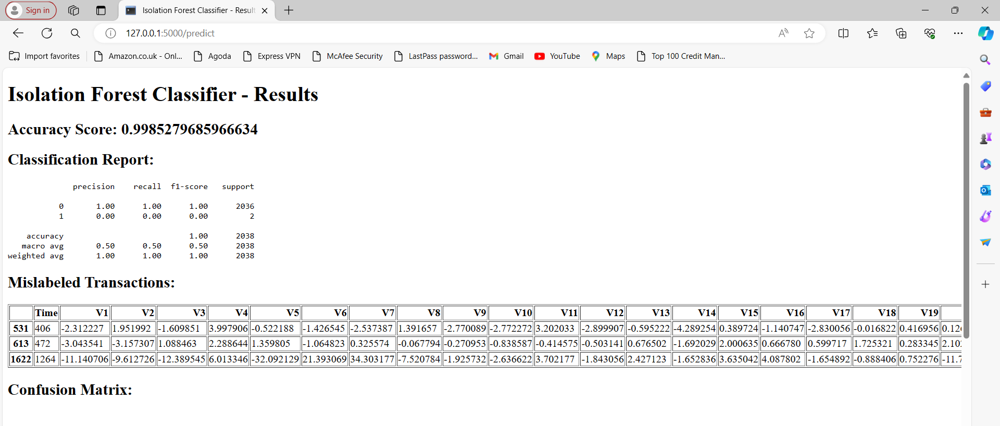 Sign in
Isolation Forest Classifier - Result
127.0.0.1:5000/predict
Import favorites Amazon.co.uk - Onl... Agoda Express VPN McAfee Security LastPass password... Gmail YouTube Maps Top 100 Credit Man...
Isolation Forest Classifier - Results
Accuracy Score: 0.9985279685966634
Classification Report:
precision recall f1-score support
0 1.00 1.00 1.00 2036
1 0.00 0.00 0.00 2
accuracy 1.00 2038
macro avg 0.50 0.50 0.50 2038
weighted avg 1.00 1.00 1.00 2038
Mislabeled Transactions:
Time V1 V2 V3 V4 V5 V6 V7 V8 V9 V10 V11 V12 V13 V14 V15 V16 V17 V18 V19
531 406 -2.312227 1.951992 -1.609851 3.997906 -0.522188 -1.426545 -2.537387 1.391657 -2.770089 -2.772272 3.202033 -2.899907 -0.595222 -4.289254 0.389724 -1.140747 -2.830056 -0.016822 0.416956 0.12
613 472 -3.043541 -3.157307 1.088463 2.288644 1.359805 -1.064823 0.325574 -0.067794 -0.270953 -0.838587 -0.414575 -0.503141 0.676502 -1.692029 2.000635 0.666780 0.599717 1.725321 0.283345 2.10
1622 1264 -11.140706 -9.612726 -12.389545 6.013346 -32.092129 21.393069 34.303177 -7.520784 -1.925732 -2.636622 3.702177 -1.843056 2.427123 -1.652836 3.635042 4.087802 -1.654892 -0.888406 0.752276 -11.7
Confusion Matrix: